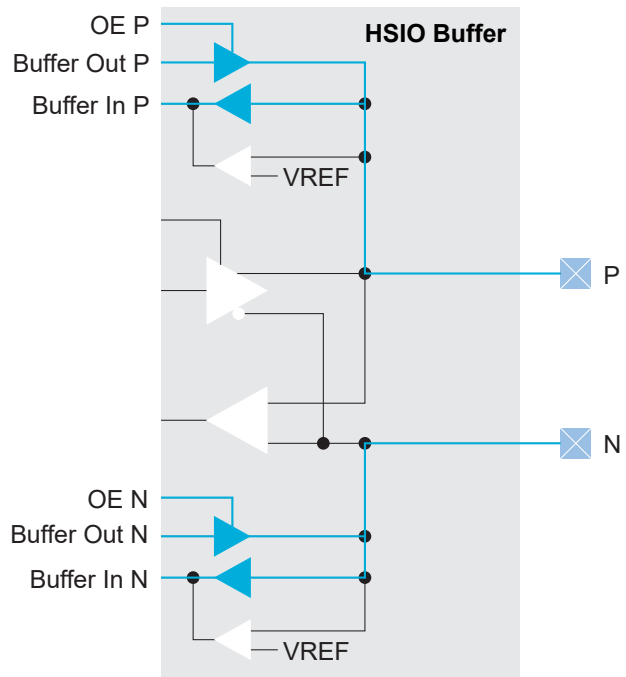 OE P
HSIO Buffer
Buffer Out P
Buffer In P
VREF
P
N
OE N
Buffer Out N
Buffer In N
VREF